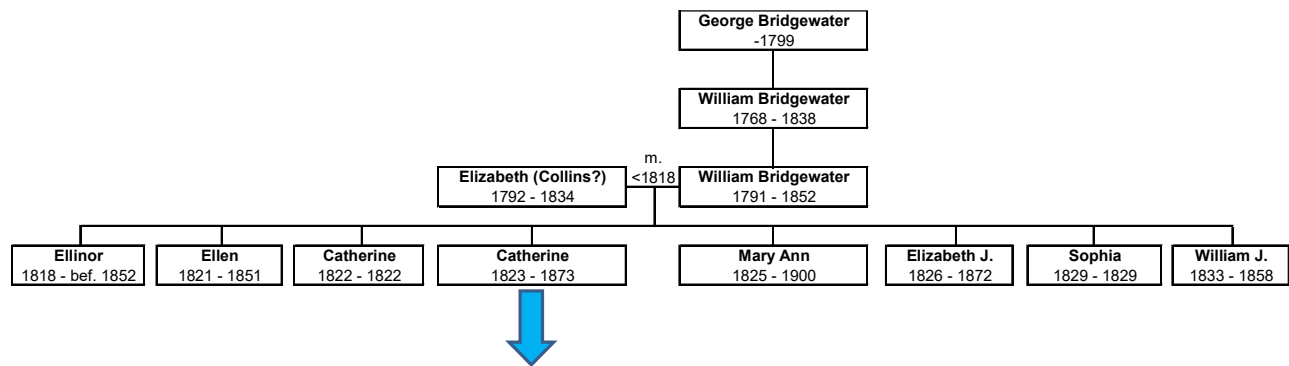 George Bridgewater
-1799
William Bridgewater
1768 - 1838
m.
<1818
Elizabeth (Collins?)
1792 - 1834
William Bridgewater
1791 - 1852
Ellinor
1818 - bef. 1852
Ellen
1821 - 1851
Catherine
1822 - 1822
Catherine
1823 - 1873
Mary Ann
1825 - 1900
Elizabeth J.
1826 - 1872
Sophia
1829 - 1829
William J.
1833 - 1858